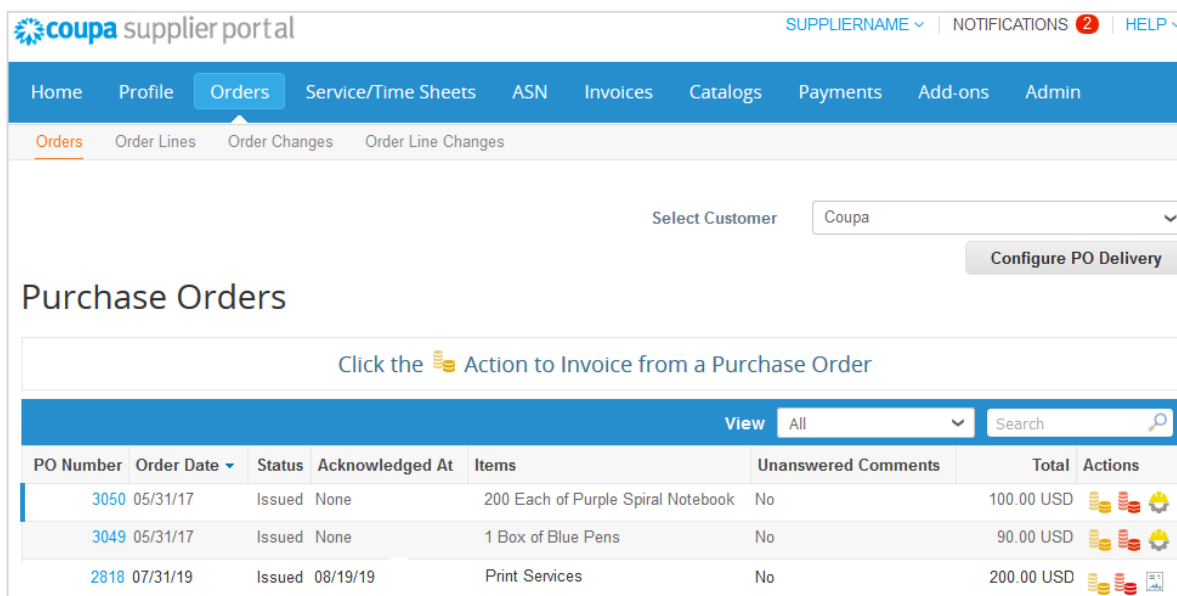 coupa supplier portal SUPPLIERNAME NOTIFICATIONS 2 HELP
Home Profile Orders Service/Time Sheets ASN Invoices Catalogs Payments Add-ons Admin
Orders Order Lines Order Changes Order Line Changes
Select Customer Coupa
Configure PO Delivery
Purchase Orders
Click the Action to Invoice from a Purchase Order
View All Search
PO Number Order Date Status Acknowledged At Items Unanswered Comments Total Actions
3050 05/31/17 Issued None 200 Each of Purple Spiral Notebook No 100.00 USD
3049 05/31/17 Issued None 1 Box of Blue Pens No 90.00 USD
2818 07/31/19 Issued 08/19/19 Print Services No 200.00 USD